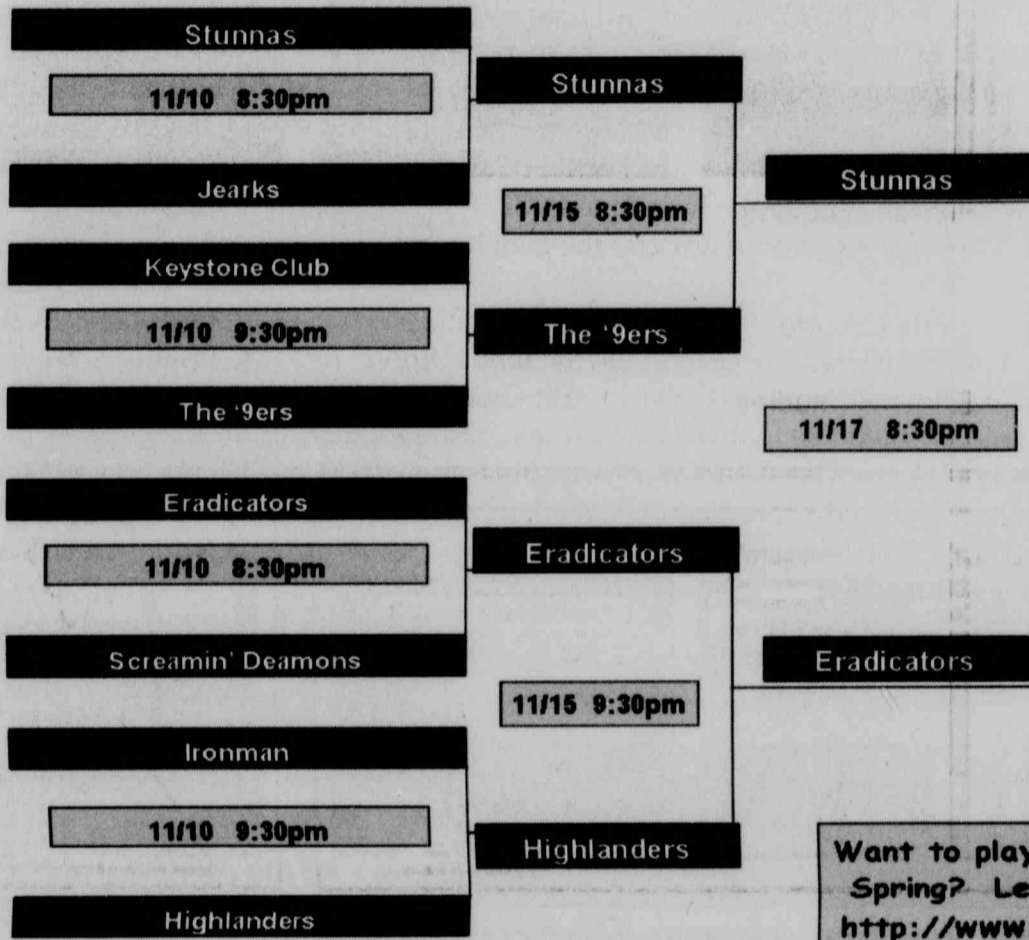 Stunnas
11/10 8:30pm
Jearks
Keystone Club
11/10 9:30pm
The '9ers
Eradicators
11/10 8:30pm
Screamin' Deamons
Ironman
11/10 9:30pm
Highlanders
Stunnas
11/15 8:30pm
The '9ers
Eradicators
11/15 9:30pm
Highlanders
Stunnas
11/17 8:30pm
Eradicators
Want to play
Spring? Le
http://www